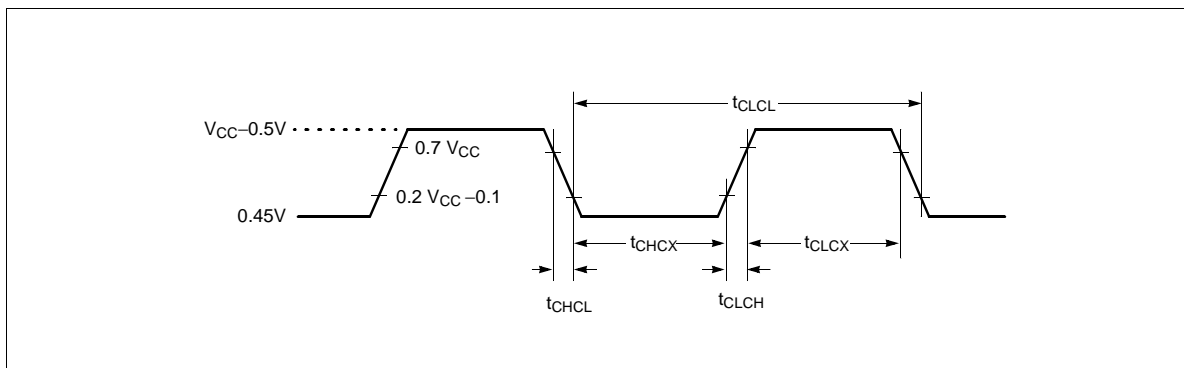 tCLCL
VCC–0.5V
0.7 VCC
0.2 VCC –0.1
0.45V
tCHCX
tCLCX
tCHCL
tCLCH